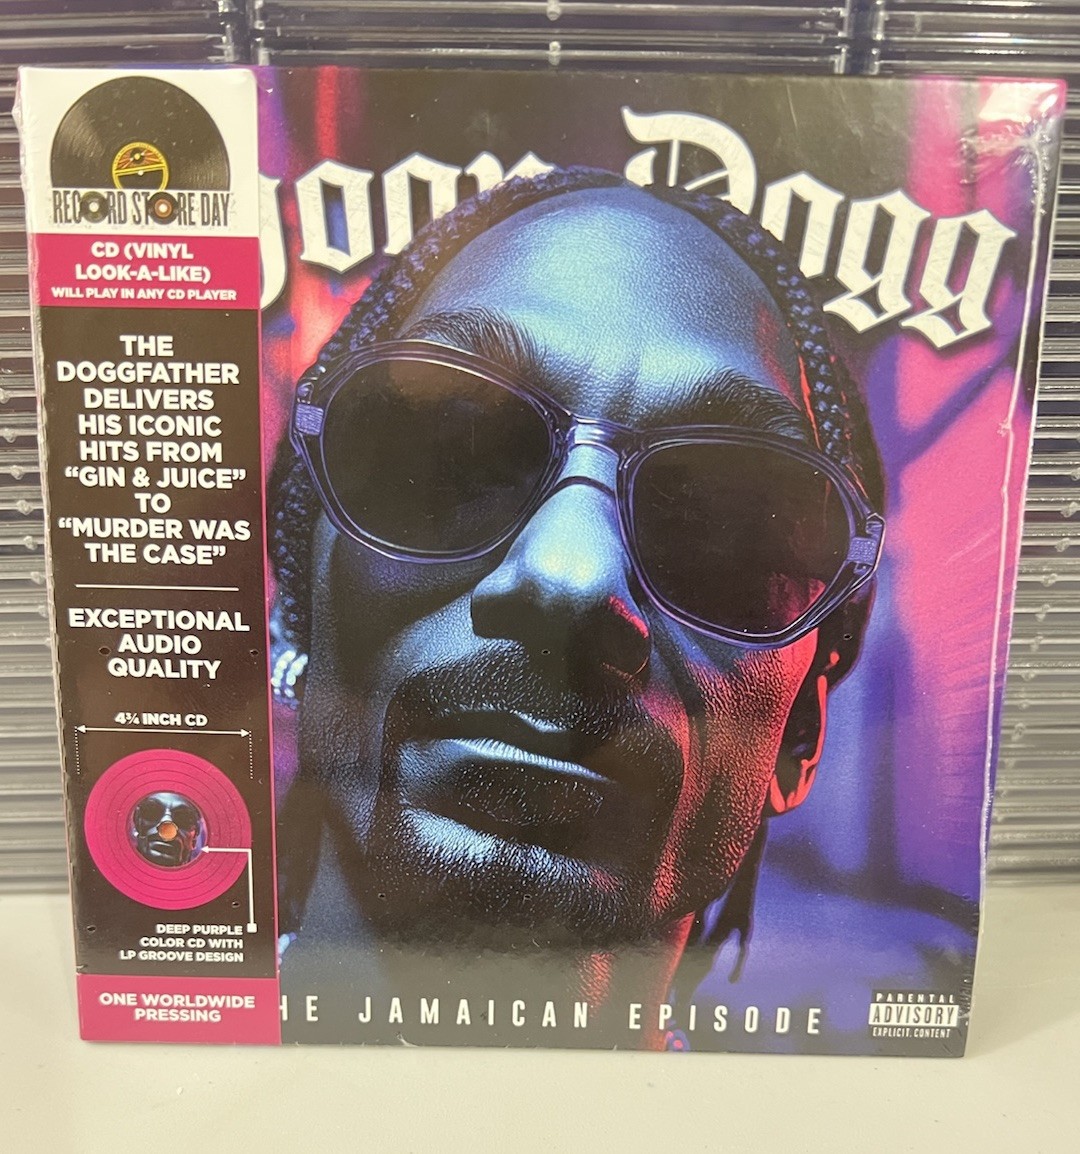 RECORD STORE DAY
CD (VINYL
LOOK-A-LIKE)
WILL PLAY IN ANY CD PLAYER
THE
DOGGFATHER
DELIVERS
HIS ICONIC
HITS FROM
“GIN & JUICE”
TO
“MURDER WAS
THE CASE”
EXCEPTIONAL
AUDIO
QUALITY
4¾ INCH CD
DEEP PURPLE
COLOR CD WITH
LP GROOVE DESIGN
ONE WORLDWIDE
PRESSING
oop Dogg
HE JAMAICAN EPISODE
PARENTAL
ADVISORY
EXPLICIT CONTENT